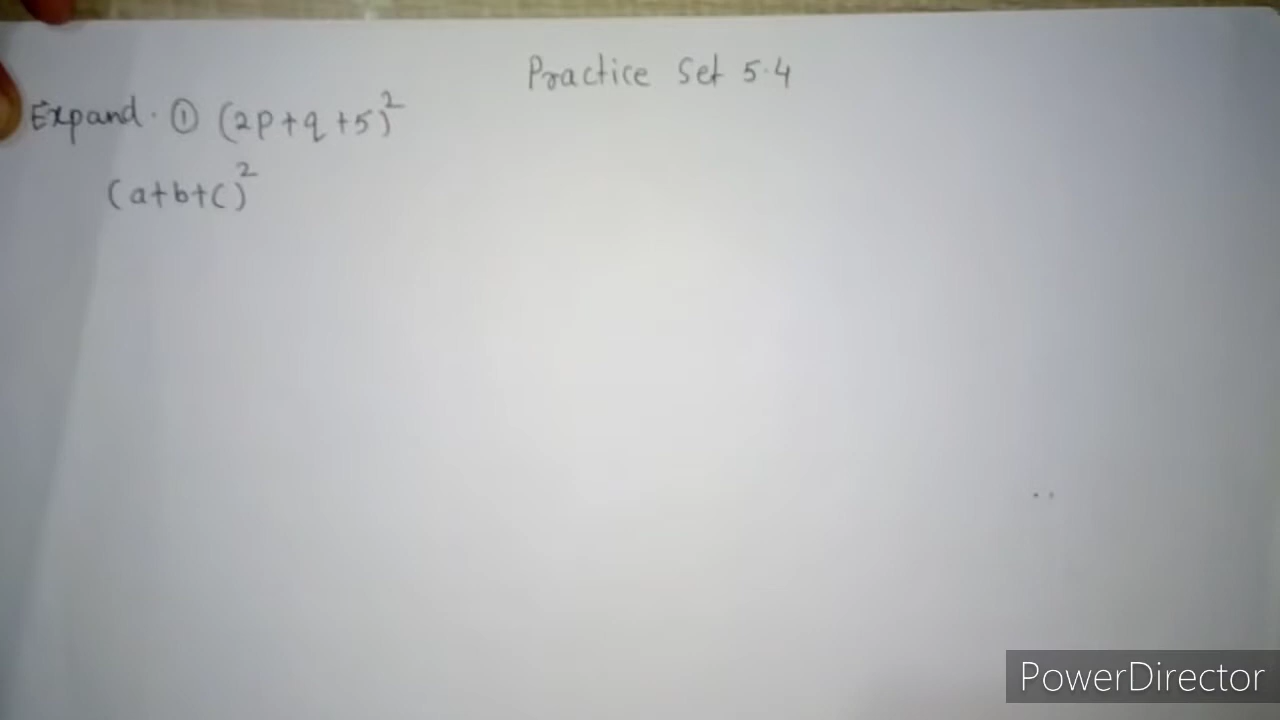 Practice Set 5.4
Expand. ① (2p+q+5)²
(a+b+c)²
PowerDirector